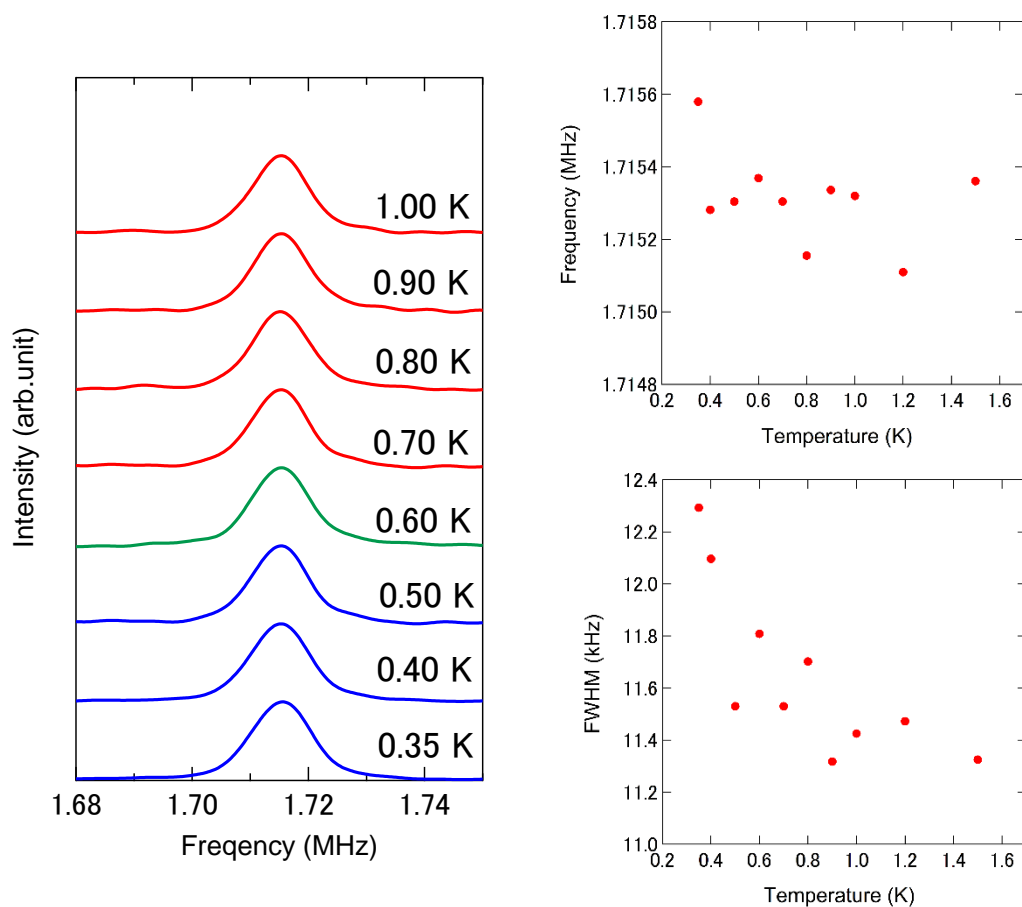 1.00 K
0.90 K
0.80 K
0.70 K
0.60 K
0.50 K
0.40 K
0.35 K
Intensity (arb.unit)
1.68 1.70 1.72 1.74
Freqency (MHz)
1.7158
1.7156
1.7154
1.7152
1.7150
1.7148
Frequency (MHz)
0.2 0.4 0.6 0.8 1.0 1.2 1.4 1.6
Temperature (K)
12.4
12.2
12.0
11.8
11.6
11.4
11.2
11.0
FWHM (kHz)
0.2 0.4 0.6 0.8 1.0 1.2 1.4 1.6
Temperature (K)